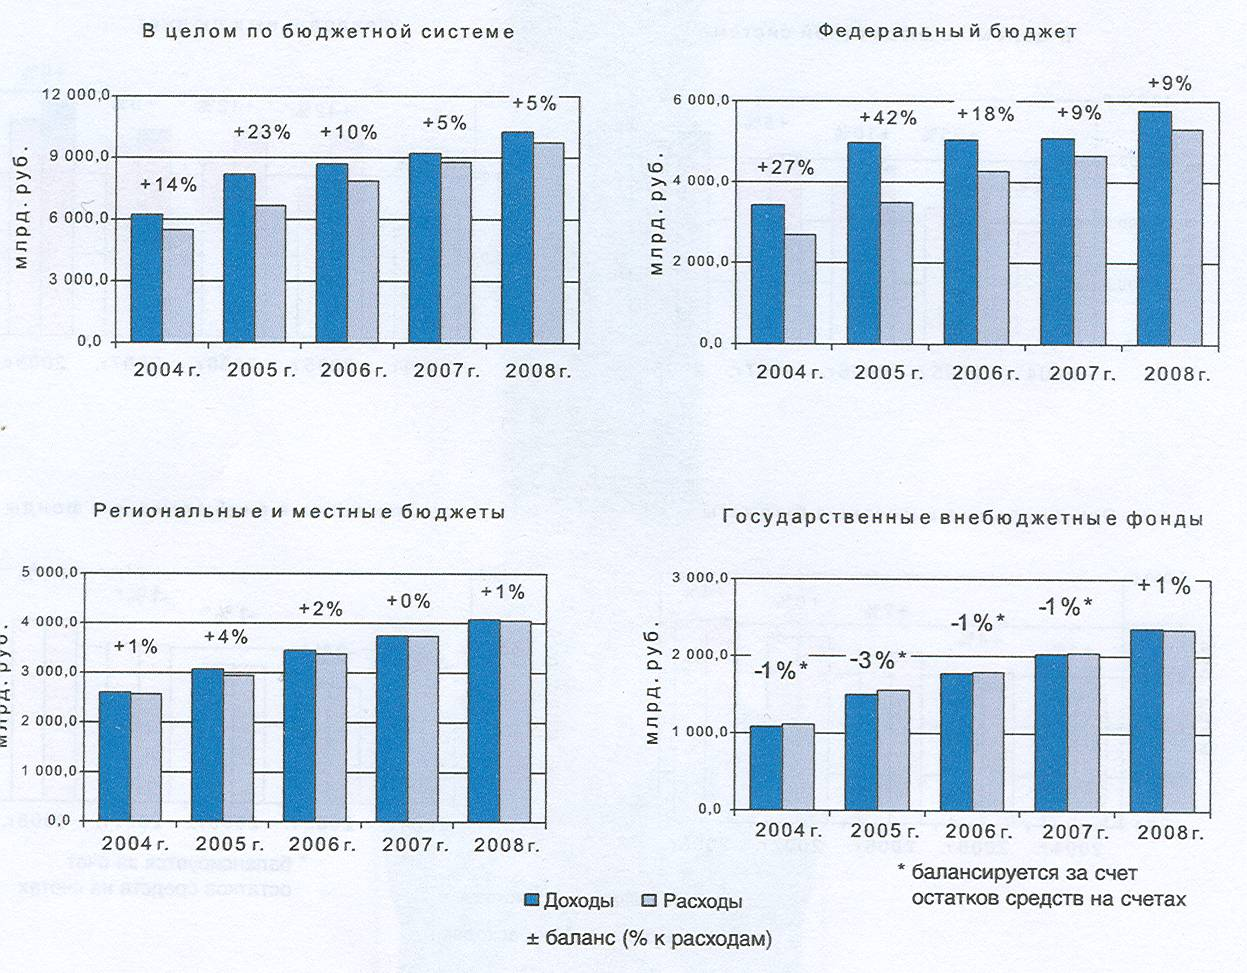 В целом по бюджетной системе
млрд. руб.
12 000,0
9 000,0
6 000,0
3 000,0
0,0
+14%
+23%
+10%
+5%
+5%
2004 г.
2005 г.
2006 г.
2007 г.
2008 г.
Федеральный бюджет
млрд. руб.
6 000,0
4 000,0
2 000,0
0,0
+27%
+42%
+18%
+9%
+9%
2004 г.
2005 г.
2006 г.
2007 г.
2008 г.
Региональные и местные бюджеты
млрд. руб.
5 000,0
4 000,0
3 000,0
2 000,0
1 000,0
0,0
+1%
+4%
+2%
+0%
+1%
2004 г.
2005 г.
2006 г.
2007 г.
2008 г.
Государственные внебюджетные фонды
млрд. руб.
3 000,0
2 000,0
1 000,0
0,0
-1%*
-3%*
-1%*
-1%*
+1%
2004 г.
2005 г.
2006 г.
2007 г.
2008 г.
* балансируется за счет
остатков средств на счетах
Доходы Расходы
± баланс (% к расходам)